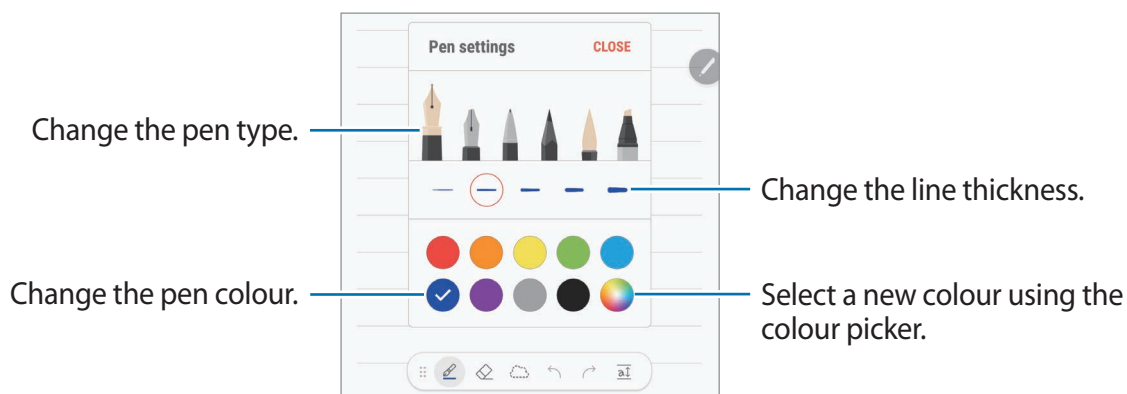 Pen settings CLOSE
Change the pen type.
Change the line thickness.
Change the pen colour.
Select a new colour using the
colour picker.
a